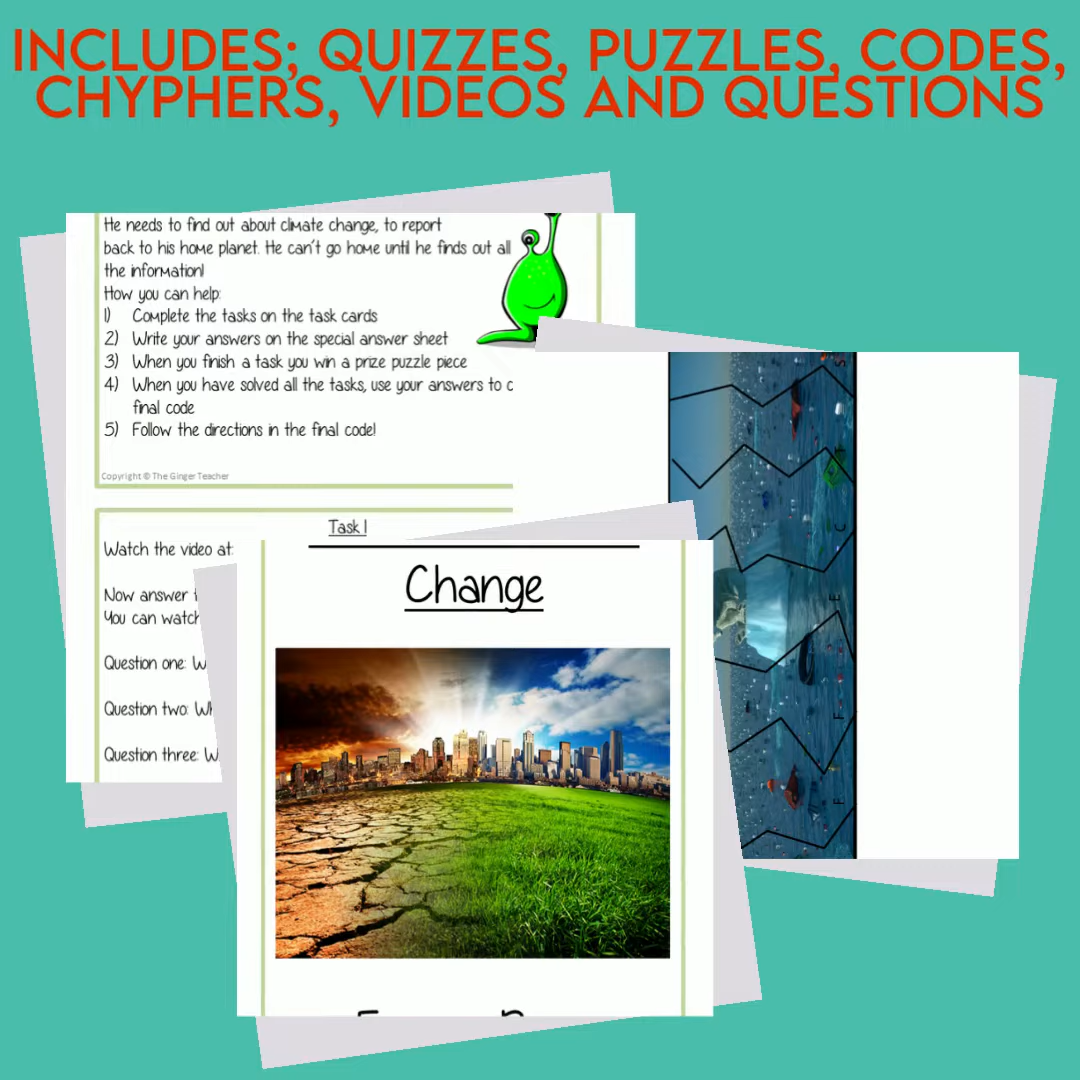 INCLUDES; QUIZZES, PUZZLES, CODES,
CHYPHERS, VIDEOS AND QUESTIONS
He needs to find out about climate change, to report
back to his home planet. He can't go home until he finds out all
the information!
How you can help:
1) Complete the tasks on the task cards
2) Write your answers on the special answer sheet
3) When you finish a task you win a prize puzzle piece
4) When you have solved all the tasks, use your answers to
final code
5) Follow the directions in the final code!
Copyright © The Ginger Teacher
Task 1
Watch the video at:
Now answer
You can watch
Question one:
Question two:
Question three:
Change
S
T
C
E
F
F
E